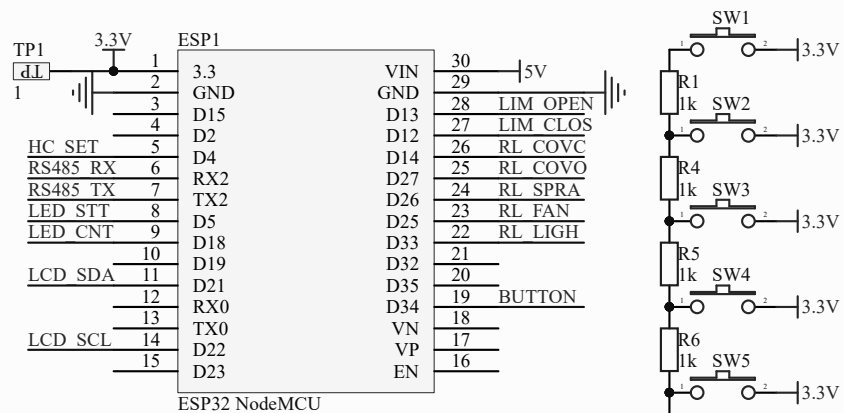 TP1
TP
1
3.3V
ESP1
1 3.3 VIN 30 5V
2 GND GND 29
3 D15 D13 28 LIM_OPEN
4 D2 D12 27 LIM_CLOS
HC_SET 5 D4 D14 26 RL_COVC
RS485_RX 6 RX2 D27 25 RL_COVO
RS485_TX 7 TX2 D26 24 RL_SPRA
LED_STT 8 D5 D25 23 RL_FAN
LED_CNT 9 D18 D33 22 RL_LIGH
10 D19 D32 21
LCD_SDA 11 D21 D35 20
12 RX0 D34 19 BUTTON
13 TX0 VN 18
LCD_SCL 14 D22 VP 17
15 D23 EN 16
ESP32 NodeMCU
SW1
1 2 3.3V
R1
1k
SW2
1 2 3.3V
R4
1k
SW3
1 2 3.3V
R5
1k
SW4
1 2 3.3V
R6
1k
SW5
1 2 3.3V